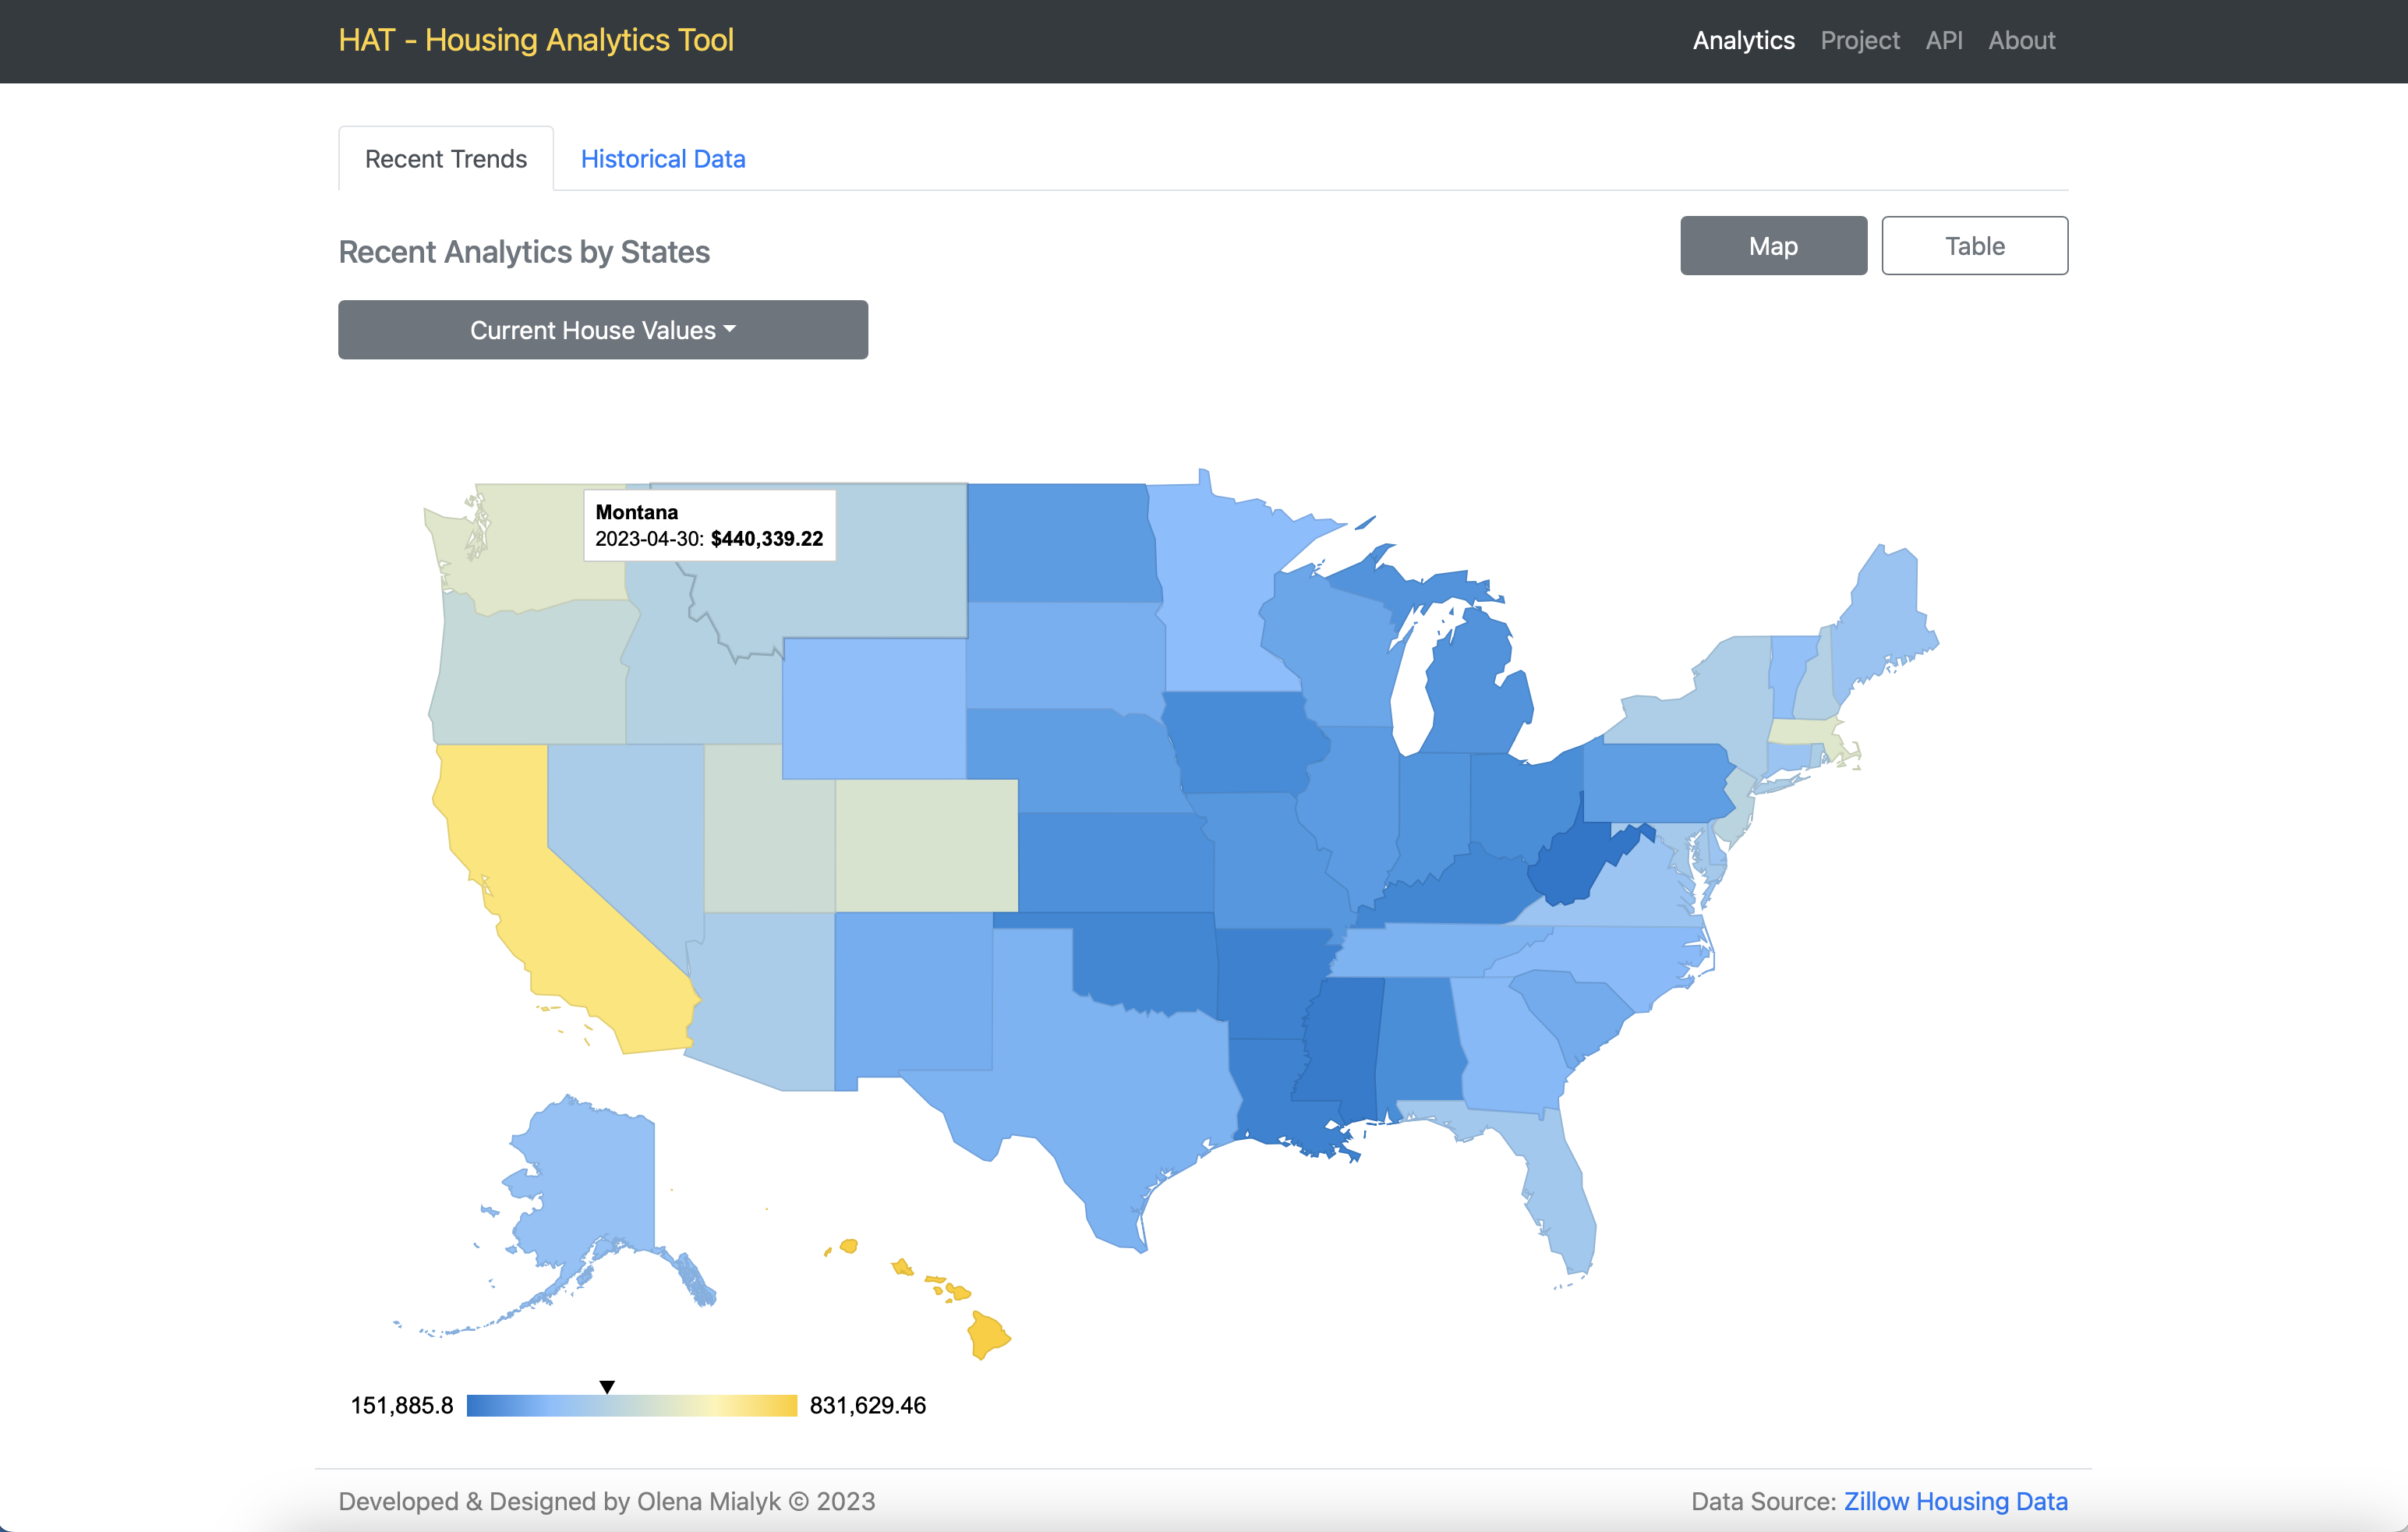 HAT - Housing Analytics Tool
Analytics Project API About
Recent Trends Historical Data
Recent Analytics by States
Map Table
Current House Values
Montana
2023-04-30: $440,339.22
151,885.8 831,629.46
Developed & Designed by Olena Mialyk © 2023
Data Source: Zillow Housing Data